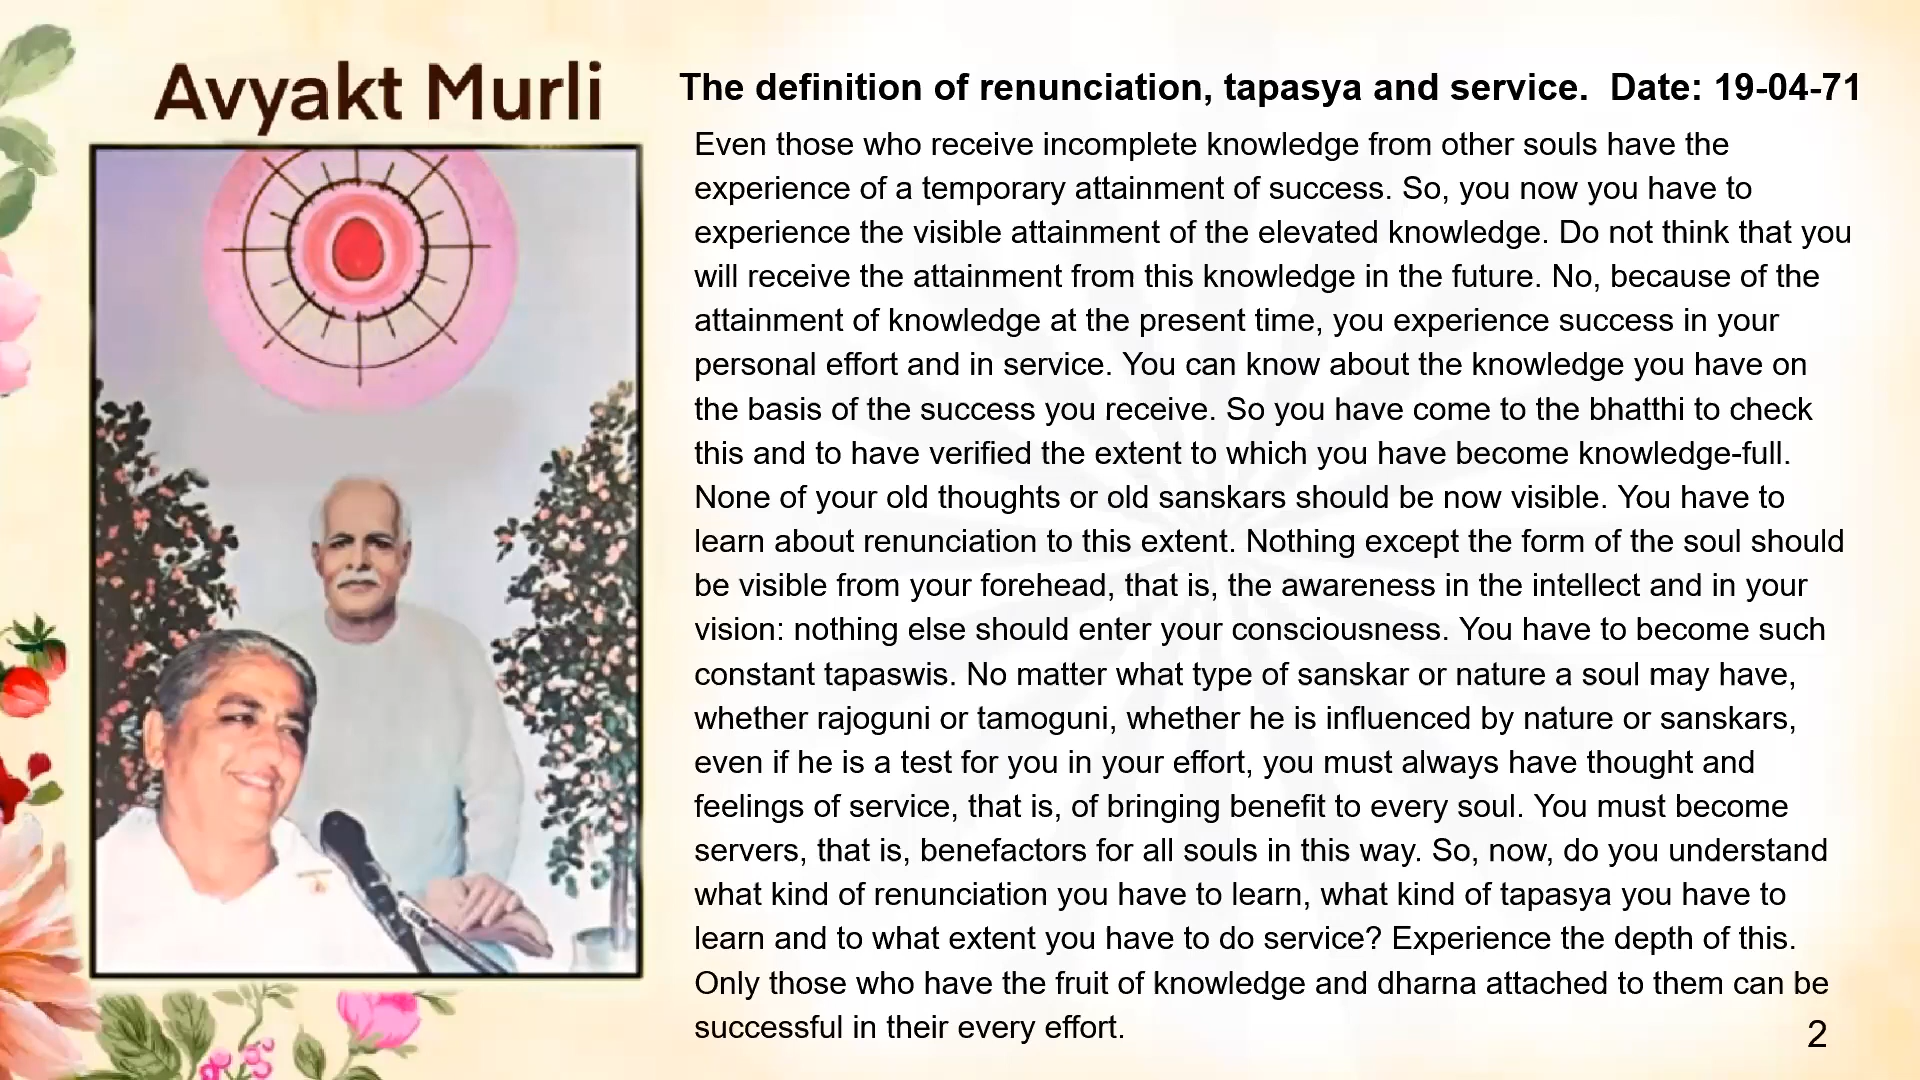 Avyakt Murli
The definition of renunciation, tapasya and service.  Date: 19-04-71
Even those who receive incomplete knowledge from other souls have the
experience of a temporary attainment of success. So, you now you have to
experience the visible attainment of the elevated knowledge. Do not think that you
will receive the attainment from this knowledge in the future. No, because of the
attainment of knowledge at the present time, you experience success in your
personal effort and in service. You can know about the knowledge you have on
the basis of the success you receive. So you have come to the bhatthi to check
this and to have verified the extent to which you have become knowledge-full.
None of your old thoughts or old sanskars should be now visible. You have to
learn about renunciation to this extent. Nothing except the form of the soul should
be visible from your forehead, that is, the awareness in the intellect and in your
vision: nothing else should enter your consciousness. You have to become such
constant tapaswis. No matter what type of sanskar or nature a soul may have,
whether rajoguni or tamoguni, whether he is influenced by nature or sanskars,
even if he is a test for you in your effort, you must always have thought and
feelings of service, that is, of bringing benefit to every soul. You must become
servers, that is, benefactors for all souls in this way. So, now, do you understand
what kind of renunciation you have to learn, what kind of tapasya you have to
learn and to what extent you have to do service? Experience the depth of this.
Only those who have the fruit of knowledge and dharna attached to them can be
successful in their every effort.
2